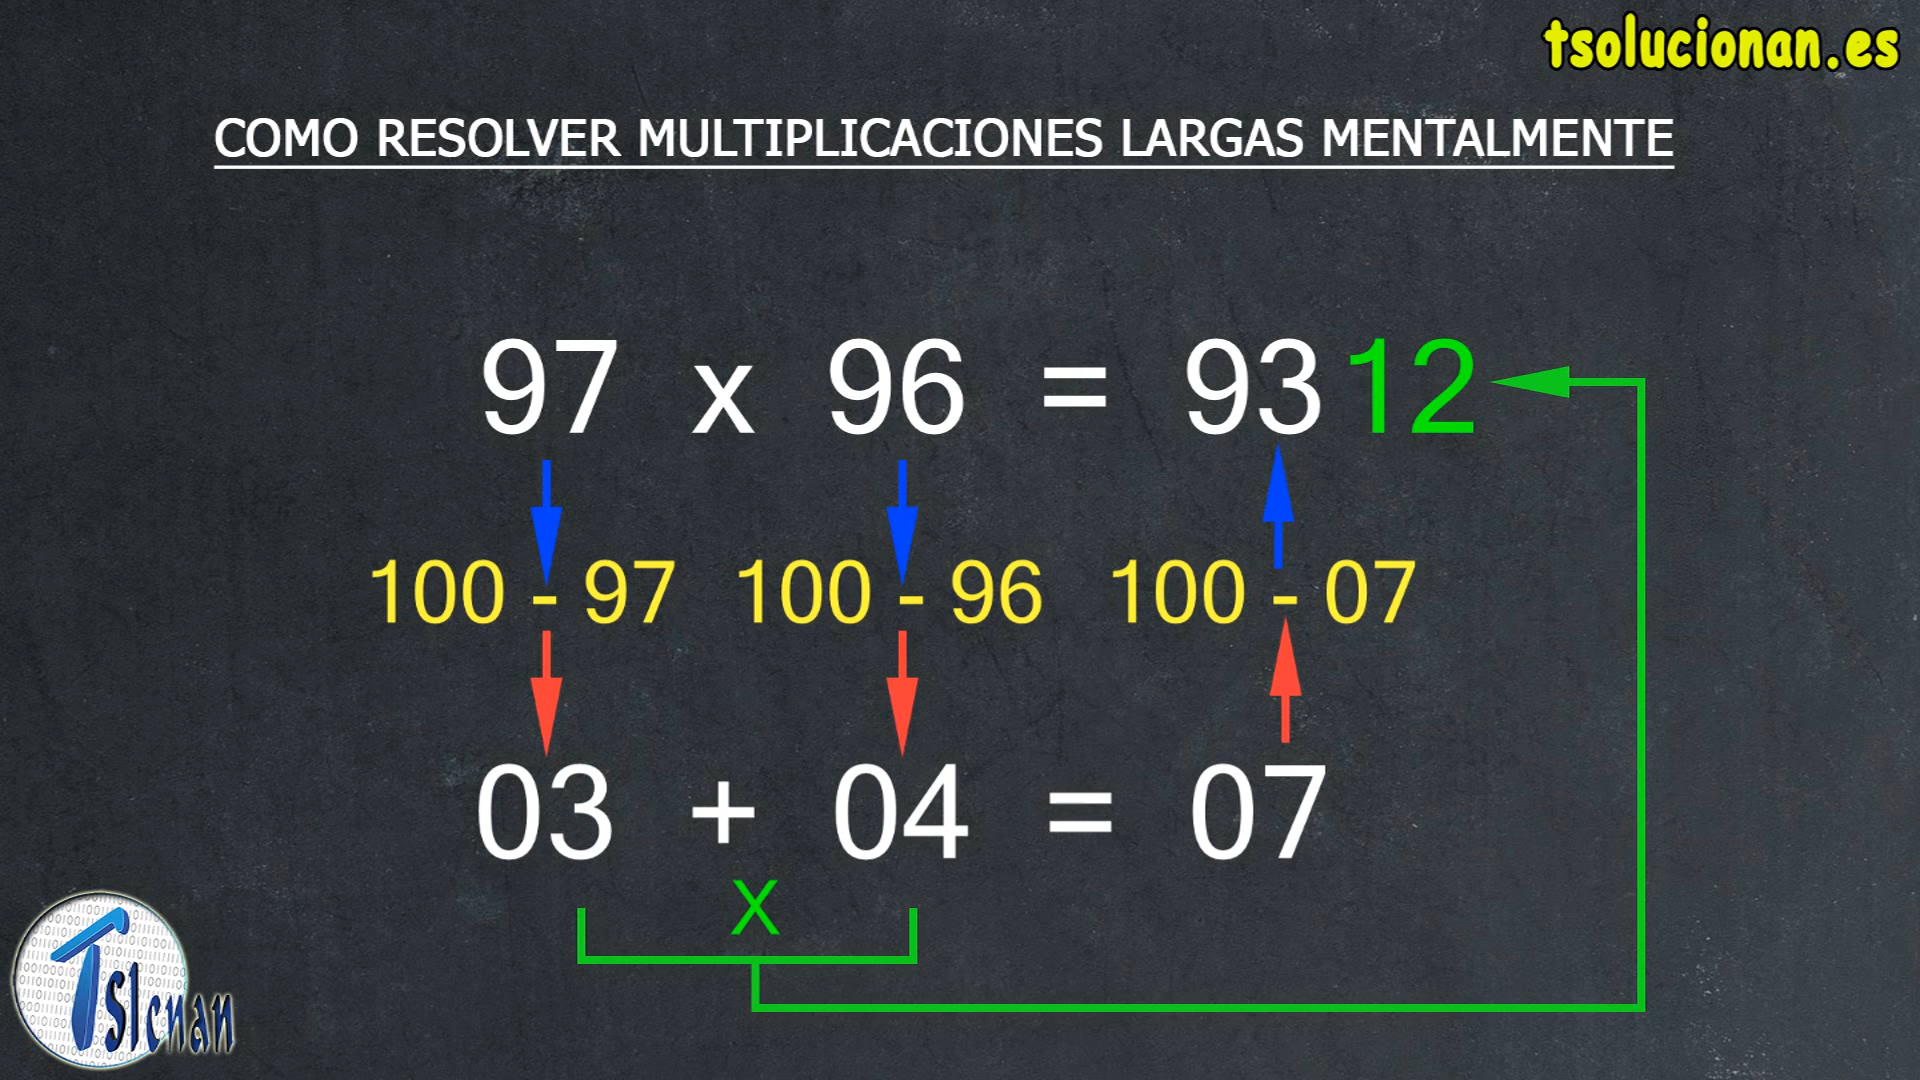 tsolucionan.es
COMO RESOLVER MULTIPLICACIONES LARGAS MENTALMENTE
97 x 96 = 9312
100 - 97 100 - 96 100 - 07
03 + 04 = 07
X
Tslcnan